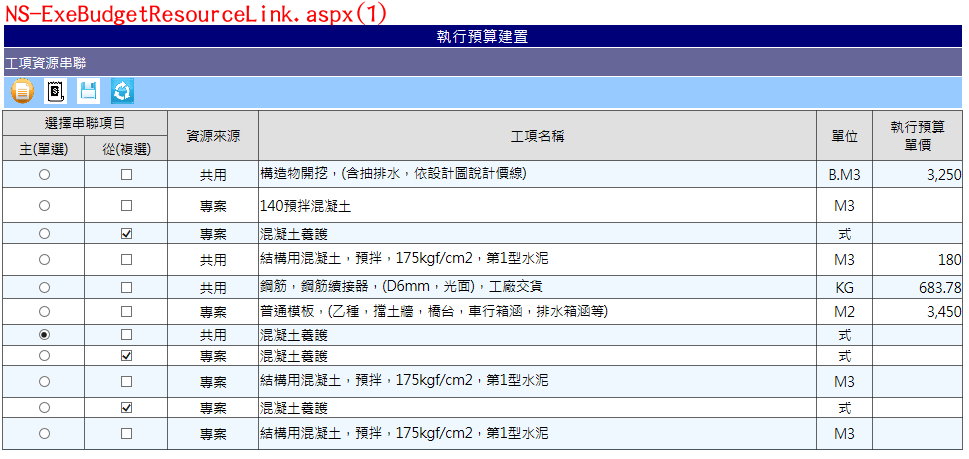 NS-ExeBudgetResourceLink.aspx(1)
執行預算建置
工項資源串聯
選擇串聯項目 資源來源 工項名稱 單位 執行預算單價
主(單選) 從(複選)
共用 構造物開挖，(含抽排水，依設計圖說計價線) B.M3 3,250
專案 140預拌混凝土 M3
專案 混凝土養護 式
共用 結構用混凝土，預拌，175kgf/cm2，第1型水泥 M3 180
共用 鋼筋，鋼筋續接器，(D6mm，光面)，工廠交貨 KG 683.78
專案 普通模板，(乙種，擋土牆，橋台，車行箱涵，排水箱涵等) M2 3,450
共用 混凝土養護 式
專案 混凝土養護 式
專案 結構用混凝土，預拌，175kgf/cm2，第1型水泥 M3
專案 混凝土養護 式
專案 結構用混凝土，預拌，175kgf/cm2，第1型水泥 M3